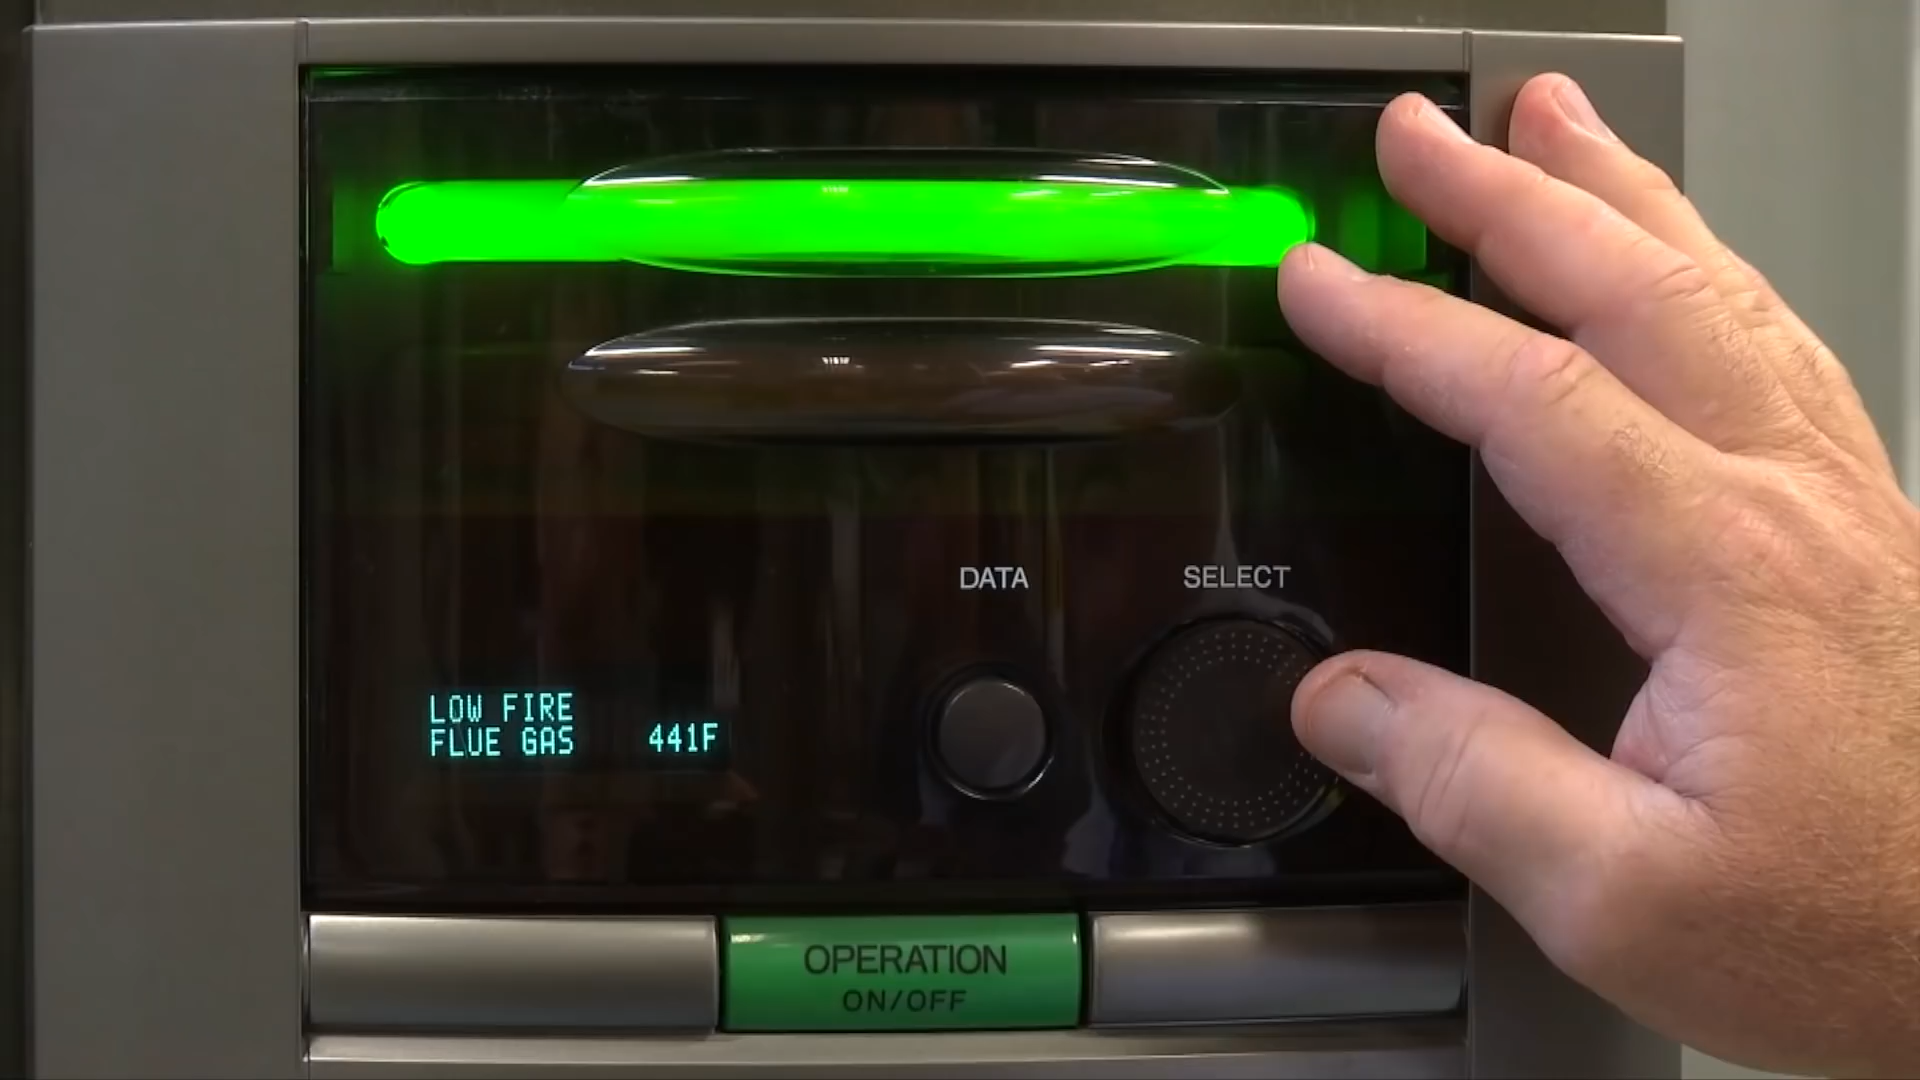 DATA
SELECT
LOW FIRE
FLUE GAS 441F
OPERATION
ON/OFF